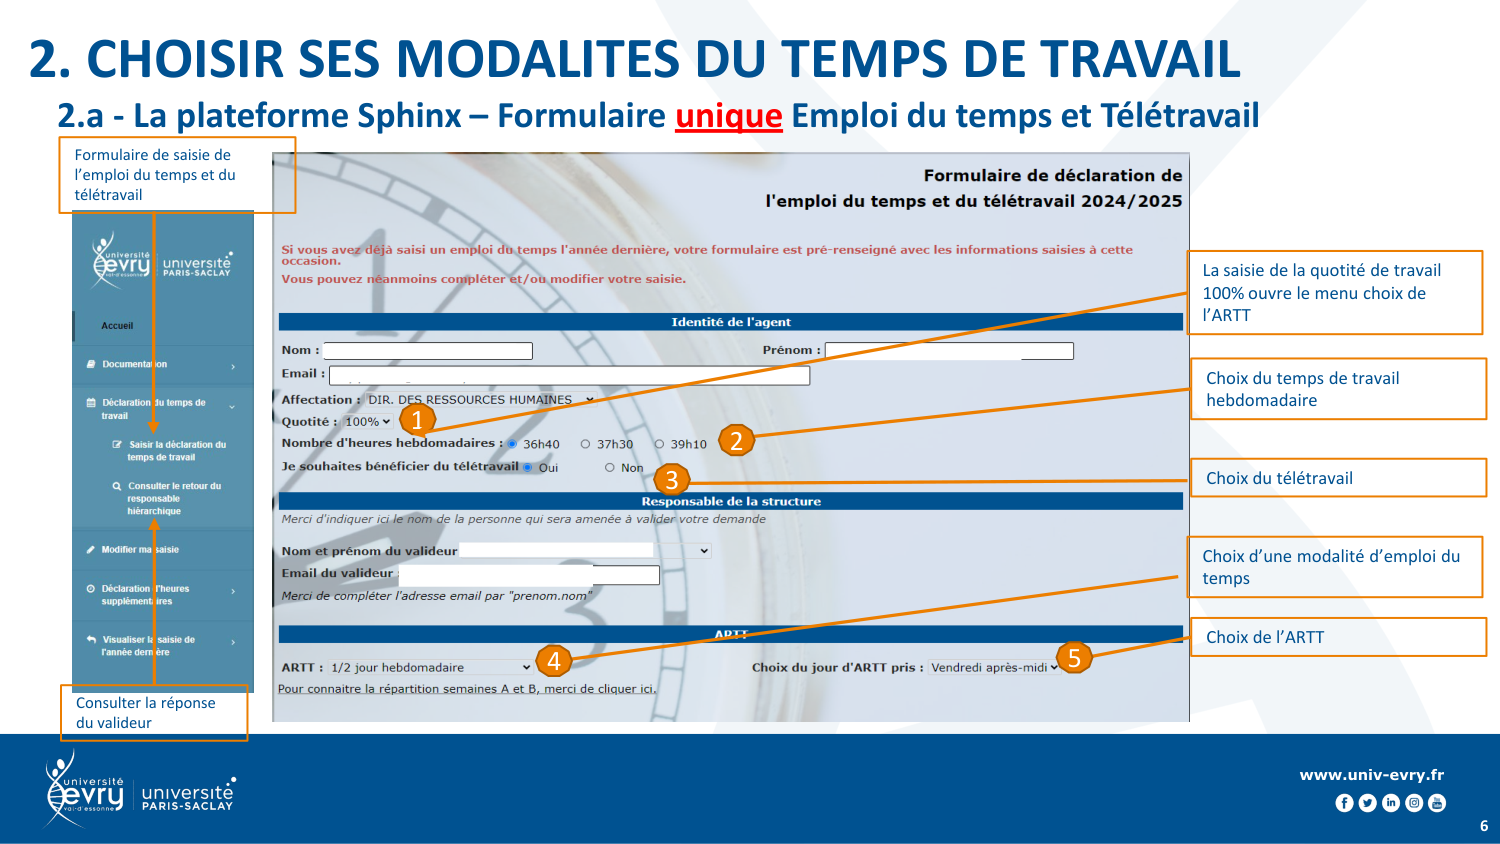 2. CHOISIR SES MODALITES DU TEMPS DE TRAVAIL
2.a - La plateforme Sphinx – Formulaire unique Emploi du temps et Télétravail
Formulaire de saisie de
l'emploi du temps et du
télétravail
université
evry
val-d'essonne
université
PARIS-SACLAY
Accueil
Documentation
Déclaration du temps de
travail
Saisir la déclaration du
temps de travail
Consulter le retour du
responsable
hiérarchique
Modifier ma saisie
Déclaration d'heures
supplémentaires
Visualiser la saisie de
l'année dernière
Consulter la réponse
du valideur
Formulaire de déclaration de
l'emploi du temps et du télétravail 2024/2025
Si vous avez déjà saisi un emploi du temps l'année dernière, votre formulaire est pré-renseigné avec les informations saisies à cette
occasion.
Vous pouvez néanmoins compléter et/ou modifier votre saisie.
Identité de l'agent
Nom :
Prénom :
Email :
Affectation : DIR. DES RESSOURCES HUMAINES
Quotité : 100%
1
Nombre d'heures hebdomadaires : 36h40 37h30 39h10
2
Je souhaites bénéficier du télétravail Oui Non
3
Responsable de la structure
Merci d'indiquer ici le nom de la personne qui sera amenée à valider votre demande
Nom et prénom du valideur
Email du valideur :
Merci de compléter l'adresse email par "prenom.nom"
ARTT
ARTT : 1/2 jour hebdomadaire
4
Choix du jour d'ARTT pris : Vendredi après-midi
5
Pour connaitre la répartition semaines A et B, merci de cliquer ici.
La saisie de la quotité de travail
100% ouvre le menu choix de
l'ARTT
Choix du temps de travail
hebdomadaire
Choix du télétravail
Choix d'une modalité d'emploi du
temps
Choix de l'ARTT
université
evry
val-d'essonne
université
PARIS-SACLAY
www.univ-evry.fr
6